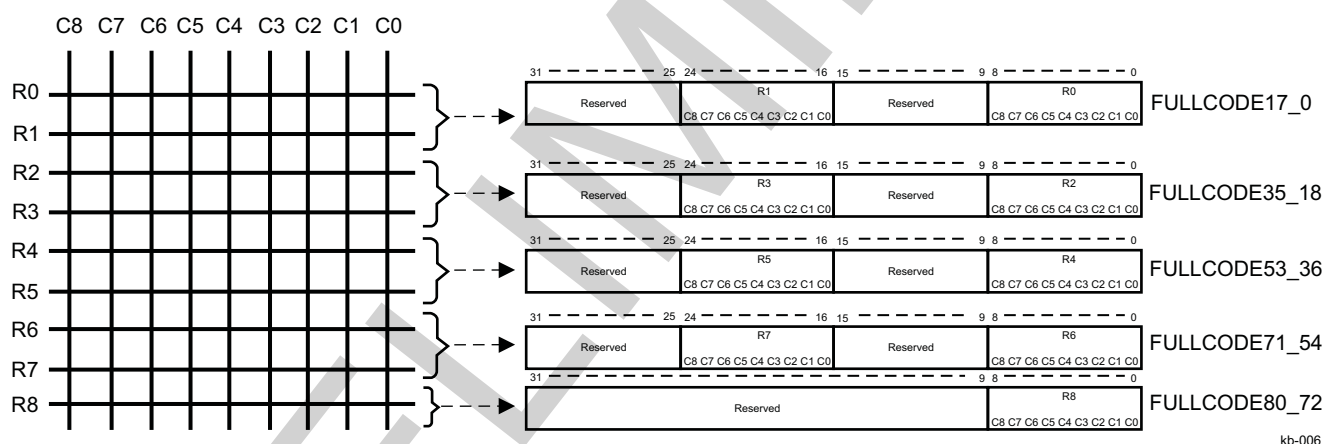 C8 C7 C6 C5 C4 C3 C2 C1 C0
R0
R1
R2
R3
R4
R5
R6
R7
R8
31 25 24 16 15 9 8 0
Reserved R1 Reserved R0
C8 C7 C6 C5 C4 C3 C2 C1 C0 C8 C7 C6 C5 C4 C3 C2 C1 C0
FULLCODE17_0
31 25 24 16 15 9 8 0
Reserved R3 Reserved R2
C8 C7 C6 C5 C4 C3 C2 C1 C0 C8 C7 C6 C5 C4 C3 C2 C1 C0
FULLCODE35_18
31 25 24 16 15 9 8 0
Reserved R5 Reserved R4
C8 C7 C6 C5 C4 C3 C2 C1 C0 C8 C7 C6 C5 C4 C3 C2 C1 C0
FULLCODE53_36
31 25 24 16 15 9 8 0
Reserved R7 Reserved R6
C8 C7 C6 C5 C4 C3 C2 C1 C0 C8 C7 C6 C5 C4 C3 C2 C1 C0
FULLCODE71_54
31 9 8 0
Reserved R8
C8 C7 C6 C5 C4 C3 C2 C1 C0
FULLCODE80_72
kb-006